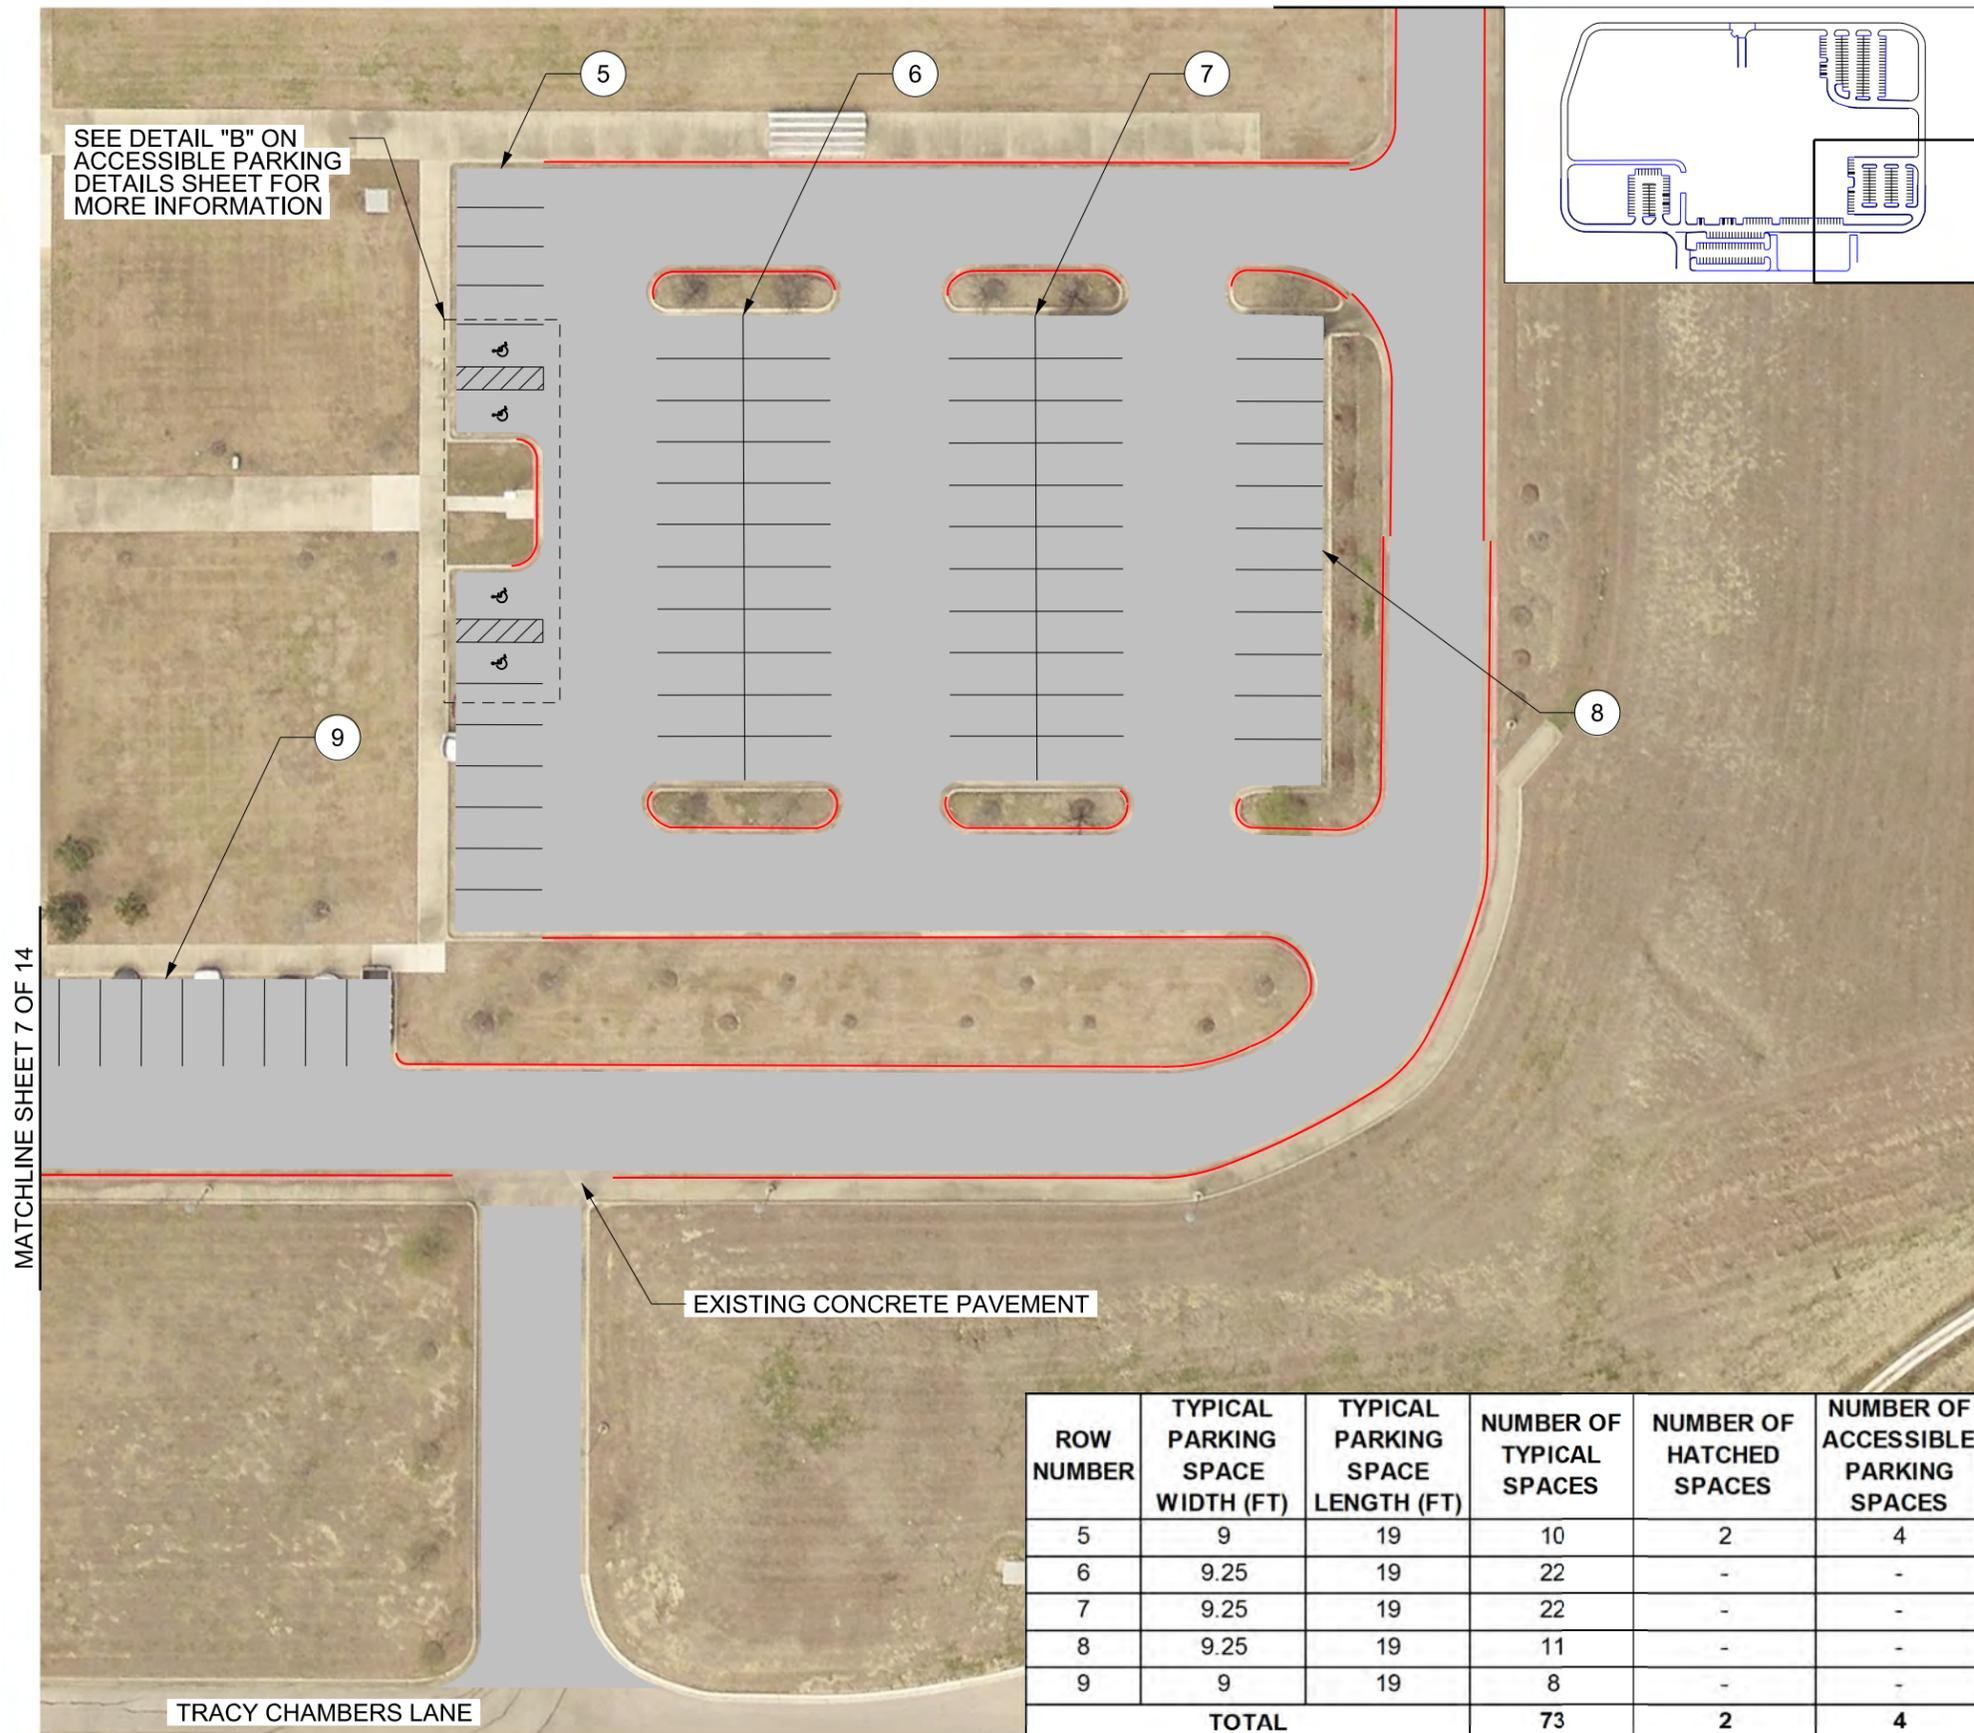 5
6
7
SEE DETAIL "B" ON
ACCESSIBLE PARKING
DETAILS SHEET FOR
MORE INFORMATION
8
9
MATCHLINE SHEET 7 OF 14
EXISTING CONCRETE PAVEMENT
TRACY CHAMBERS LANE
ROW NUMBER | TYPICAL PARKING SPACE WIDTH (FT) | TYPICAL PARKING SPACE LENGTH (FT) | NUMBER OF TYPICAL SPACES | NUMBER OF HATCHED SPACES | NUMBER OF ACCESSIBLE PARKING SPACES
5 | 9 | 19 | 10 | 2 | 4
6 | 9.25 | 19 | 22 | - | -
7 | 9.25 | 19 | 22 | - | -
8 | 9.25 | 19 | 11 | - | -
9 | 9 | 19 | 8 | - | -
TOTAL | 73 | 2 | 4